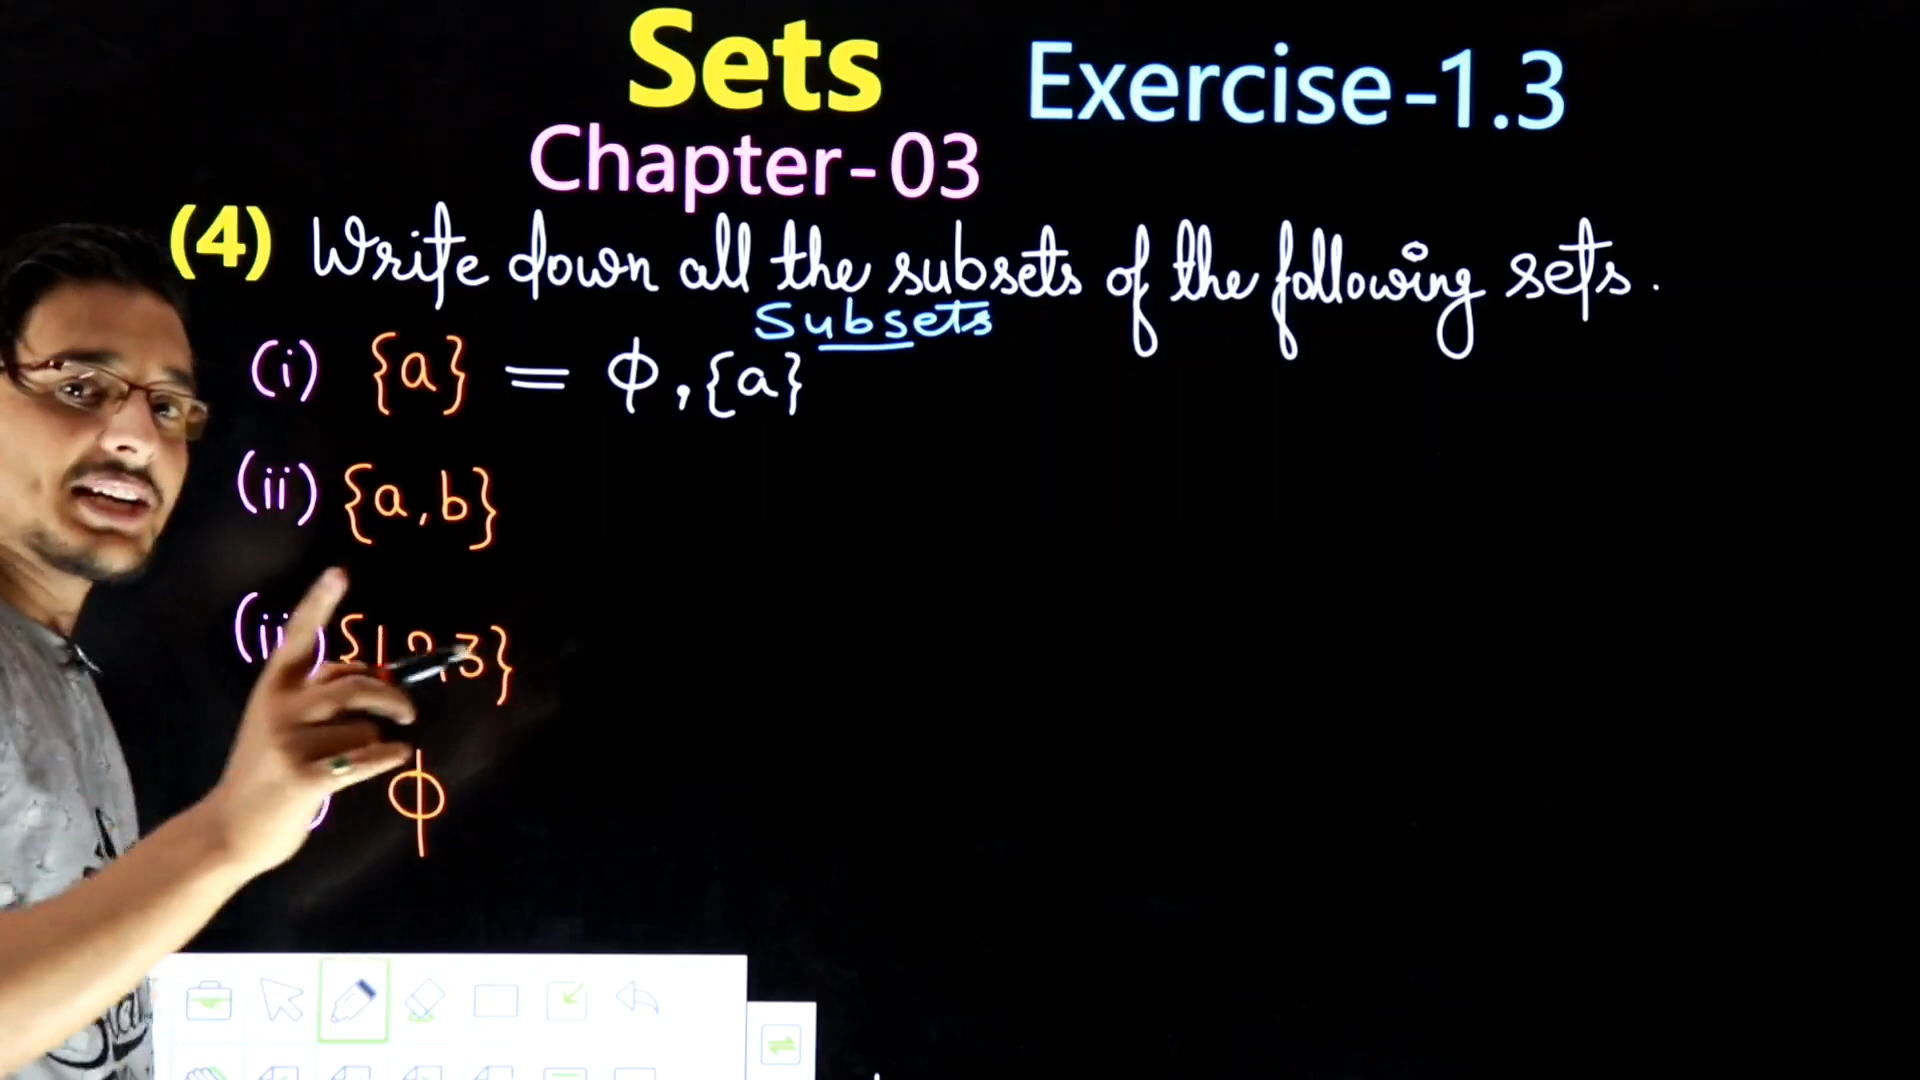 Sets Exercise-1.3
Chapter-03
(4) Write down all the subsets of the following sets.
Subsets
(i) {a} = ϕ, {a}
(ii) {a, b}
{1,2,3}
ϕ